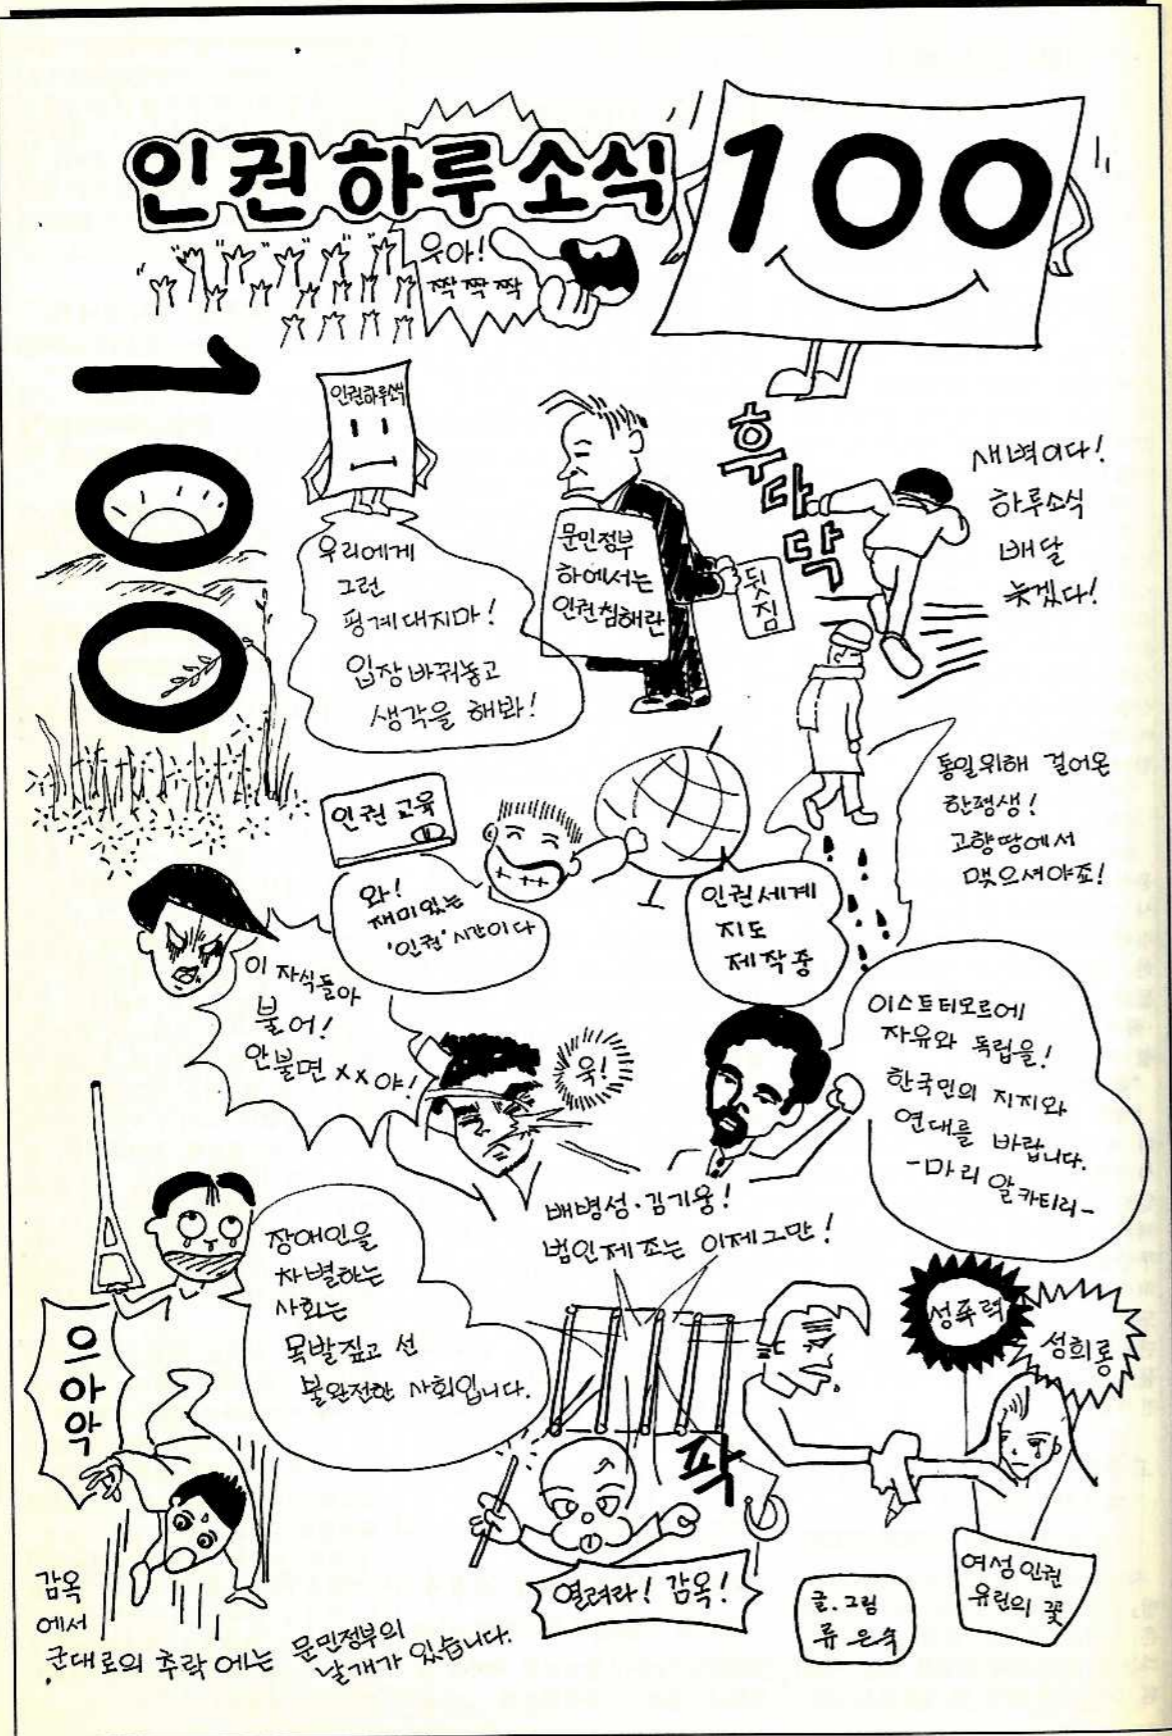 인권하루소식
100
우아!
짝짝짝
100
인권하루소식
우리에게
그런
핑계대지마!
입장바꿔놓고
생각을 해봐!
문민정부
하에서는
인권침해란
뒷
짐
후다닥
새벽이다!
하루소식
배달
늦겠다!
통일위해 걸어온
한평생!
고향땅에서
맺으셔야죠!
인권 교육
와!
재미있는
'인권' 시간이다
인권세계
지도
제작중
이 자식들아
불어!
안불면 xx야!
욱!
이스트티모르에
자유와 독립을!
한국민의 지지와
연대를 바랍니다.
-마리 알카티리-
배병성·김기웅!
범인제조는 이제그만!
장애인을
차별하는
사회는
목발짚고 선
불완전한 사회입니다.
으아악
성폭력
성희롱
팍
열려라! 감옥!
여성인권
유린의 꽃
글.그림
류은숙
감옥
에서
군대로의 추락에는 문민정부의
날개가 있습니다.